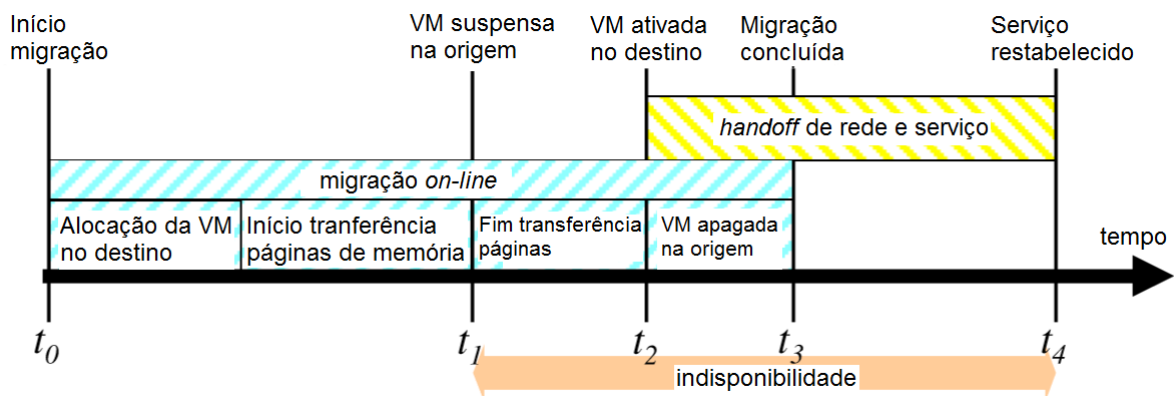 Início
migração
VM suspensa
na origem
VM ativada
no destino
Migração
concluída
Serviço
restabelecido
handoff de rede e serviço
migração on-line
Alocação da VM
no destino
Início tranferência
páginas de memória
Fim transferência
páginas
VM apagada
na origem
tempo
t0
t1
t2
t3
t4
indisponibilidade